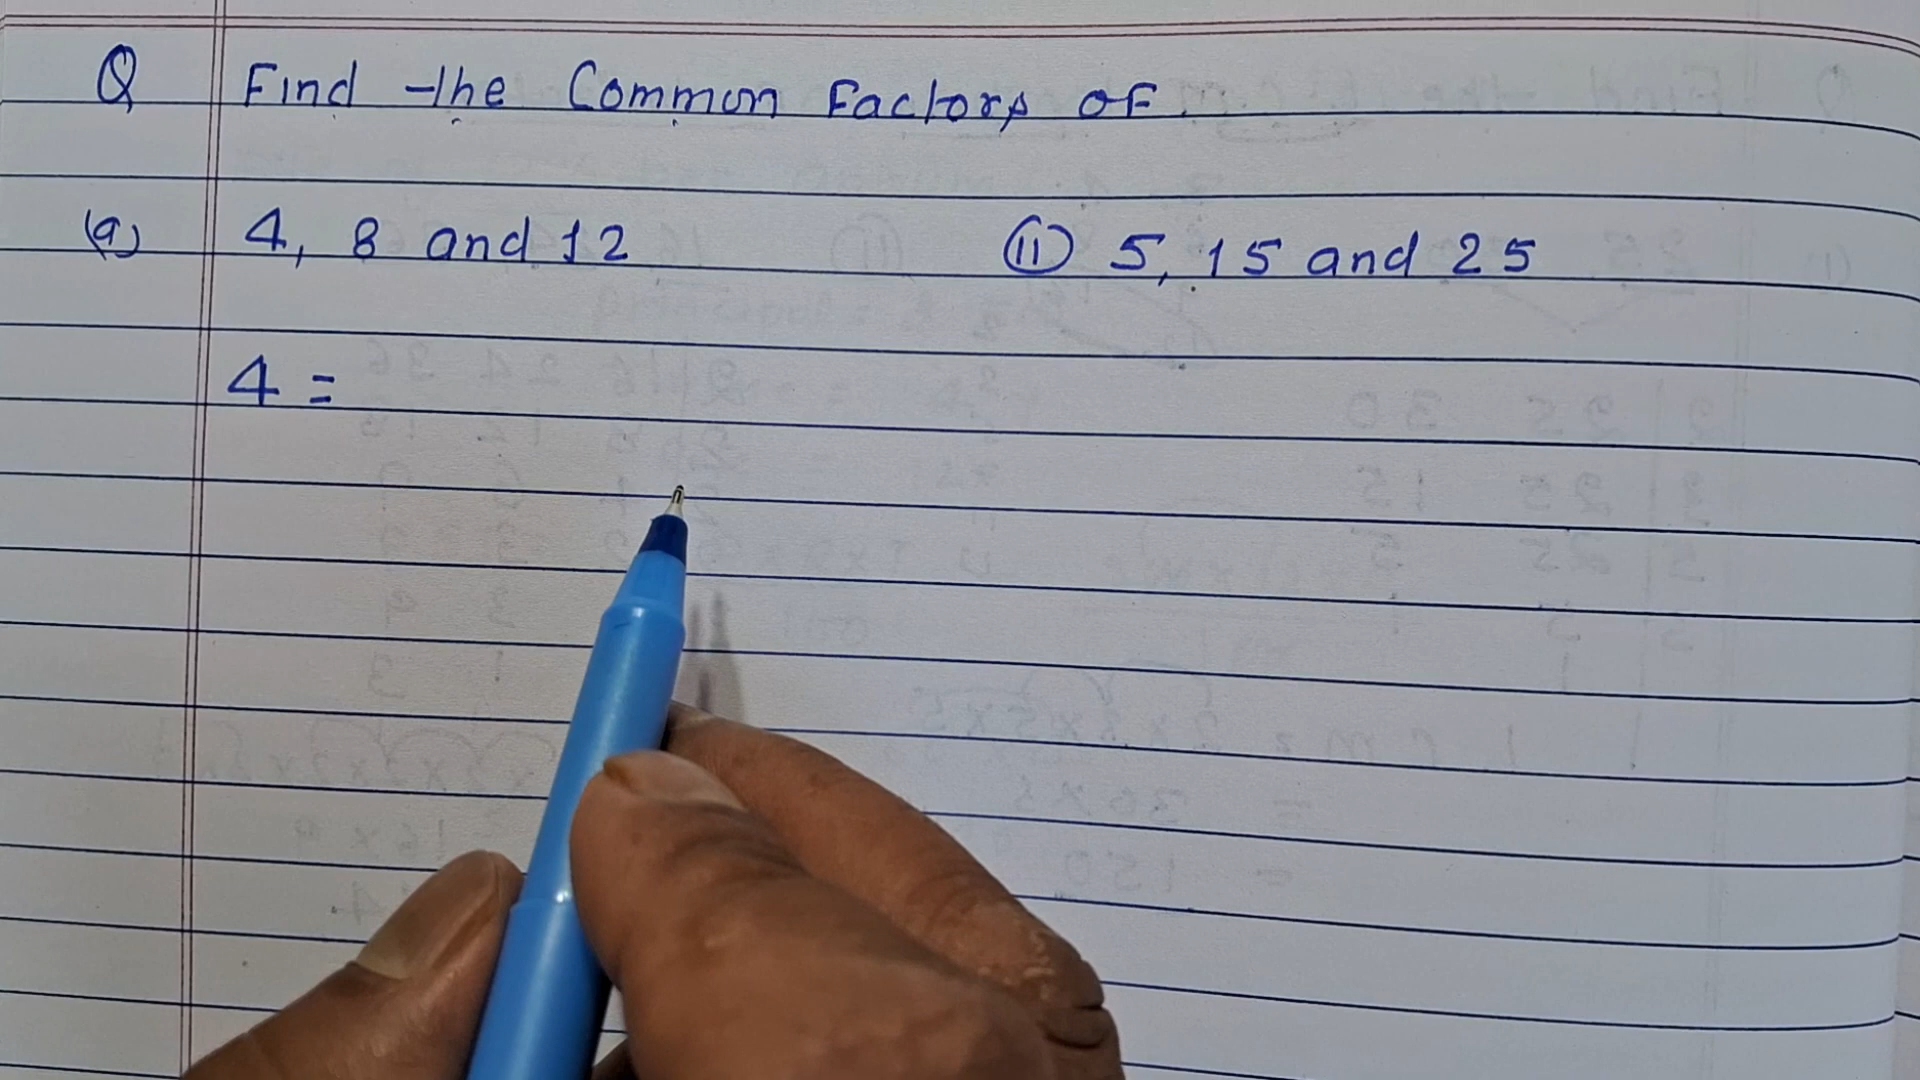 Q Find the Common Factors of
(a) 4, 8 and 12 (ii) 5, 15 and 25
4 =